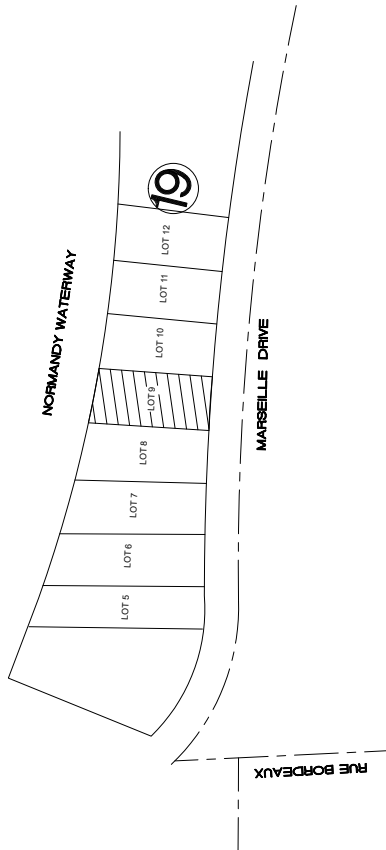 19
LOT 12
LOT 11
NORMANDY WATERWAY
LOT 10
MARSEILLE DRIVE
LOT 9
LOT 8
LOT 7
LOT 6
LOT 5
RUE BORDEAUX